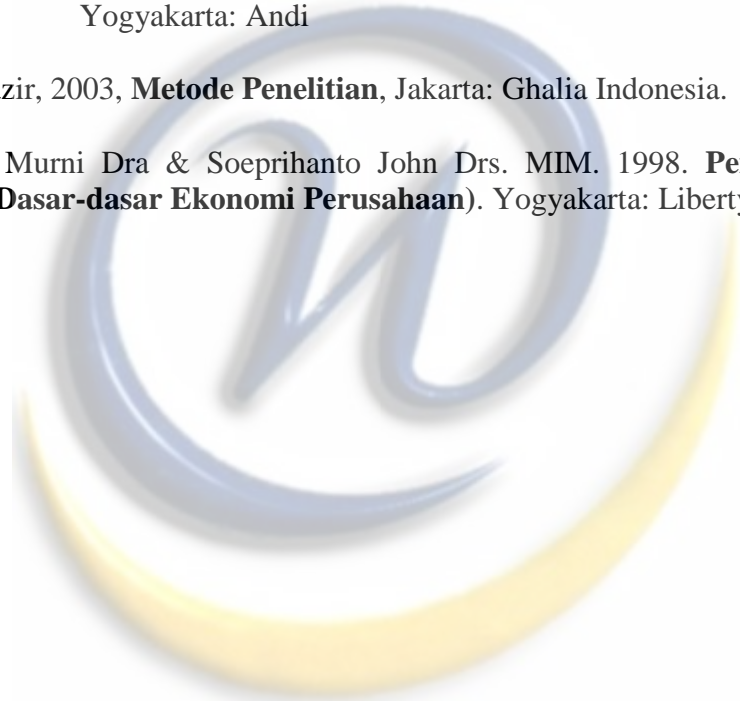 Yogyakarta: Andi
zir, 2003, Metode Penelitian, Jakarta: Ghalia Indonesia.
Murni Dra & Soeprihanto John Drs. MIM. 1998. Pe
Dasar-dasar Ekonomi Perusahaan). Yogyakarta: Liberty